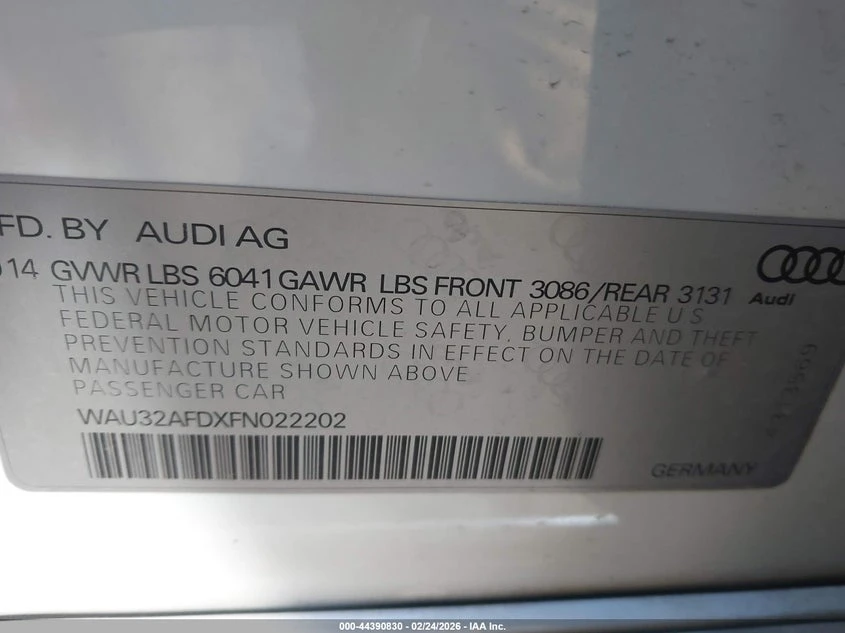 FD. BY AUDI AG
14 GVWR LBS 6041 GAWR LBS FRONT 3086/REAR 3131
Audi
THIS VEHICLE CONFORMS TO ALL APPLICABLE U S
FEDERAL MOTOR VEHICLE SAFETY, BUMPER AND THEFT
PREVENTION STANDARDS IN EFFECT ON THE DATE OF
MANUFACTURE SHOWN ABOVE
PASSENGER CAR
WAU32AFDXFN022202
GERMANY
000-44390830 - 02/24/2026 - IAA Inc.